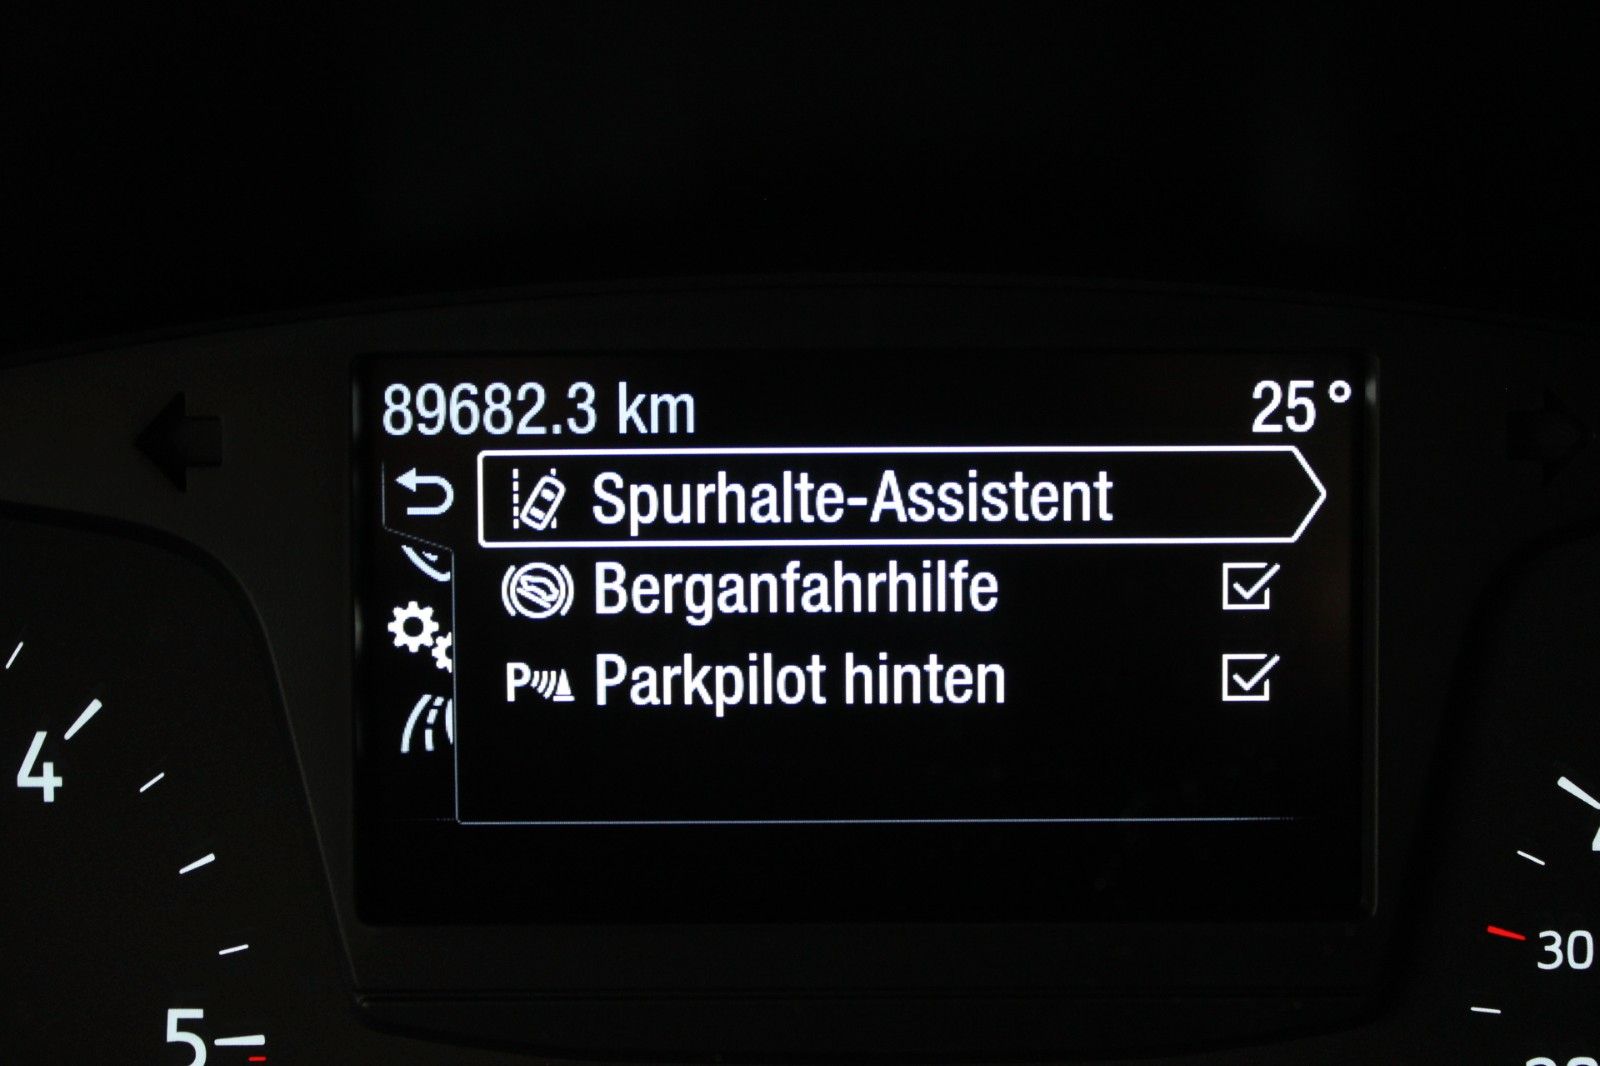 89682.3 km 25°
Spurhalte-Assistent
Berganfahrhilfe
P Parkpilot hinten
4
5
30